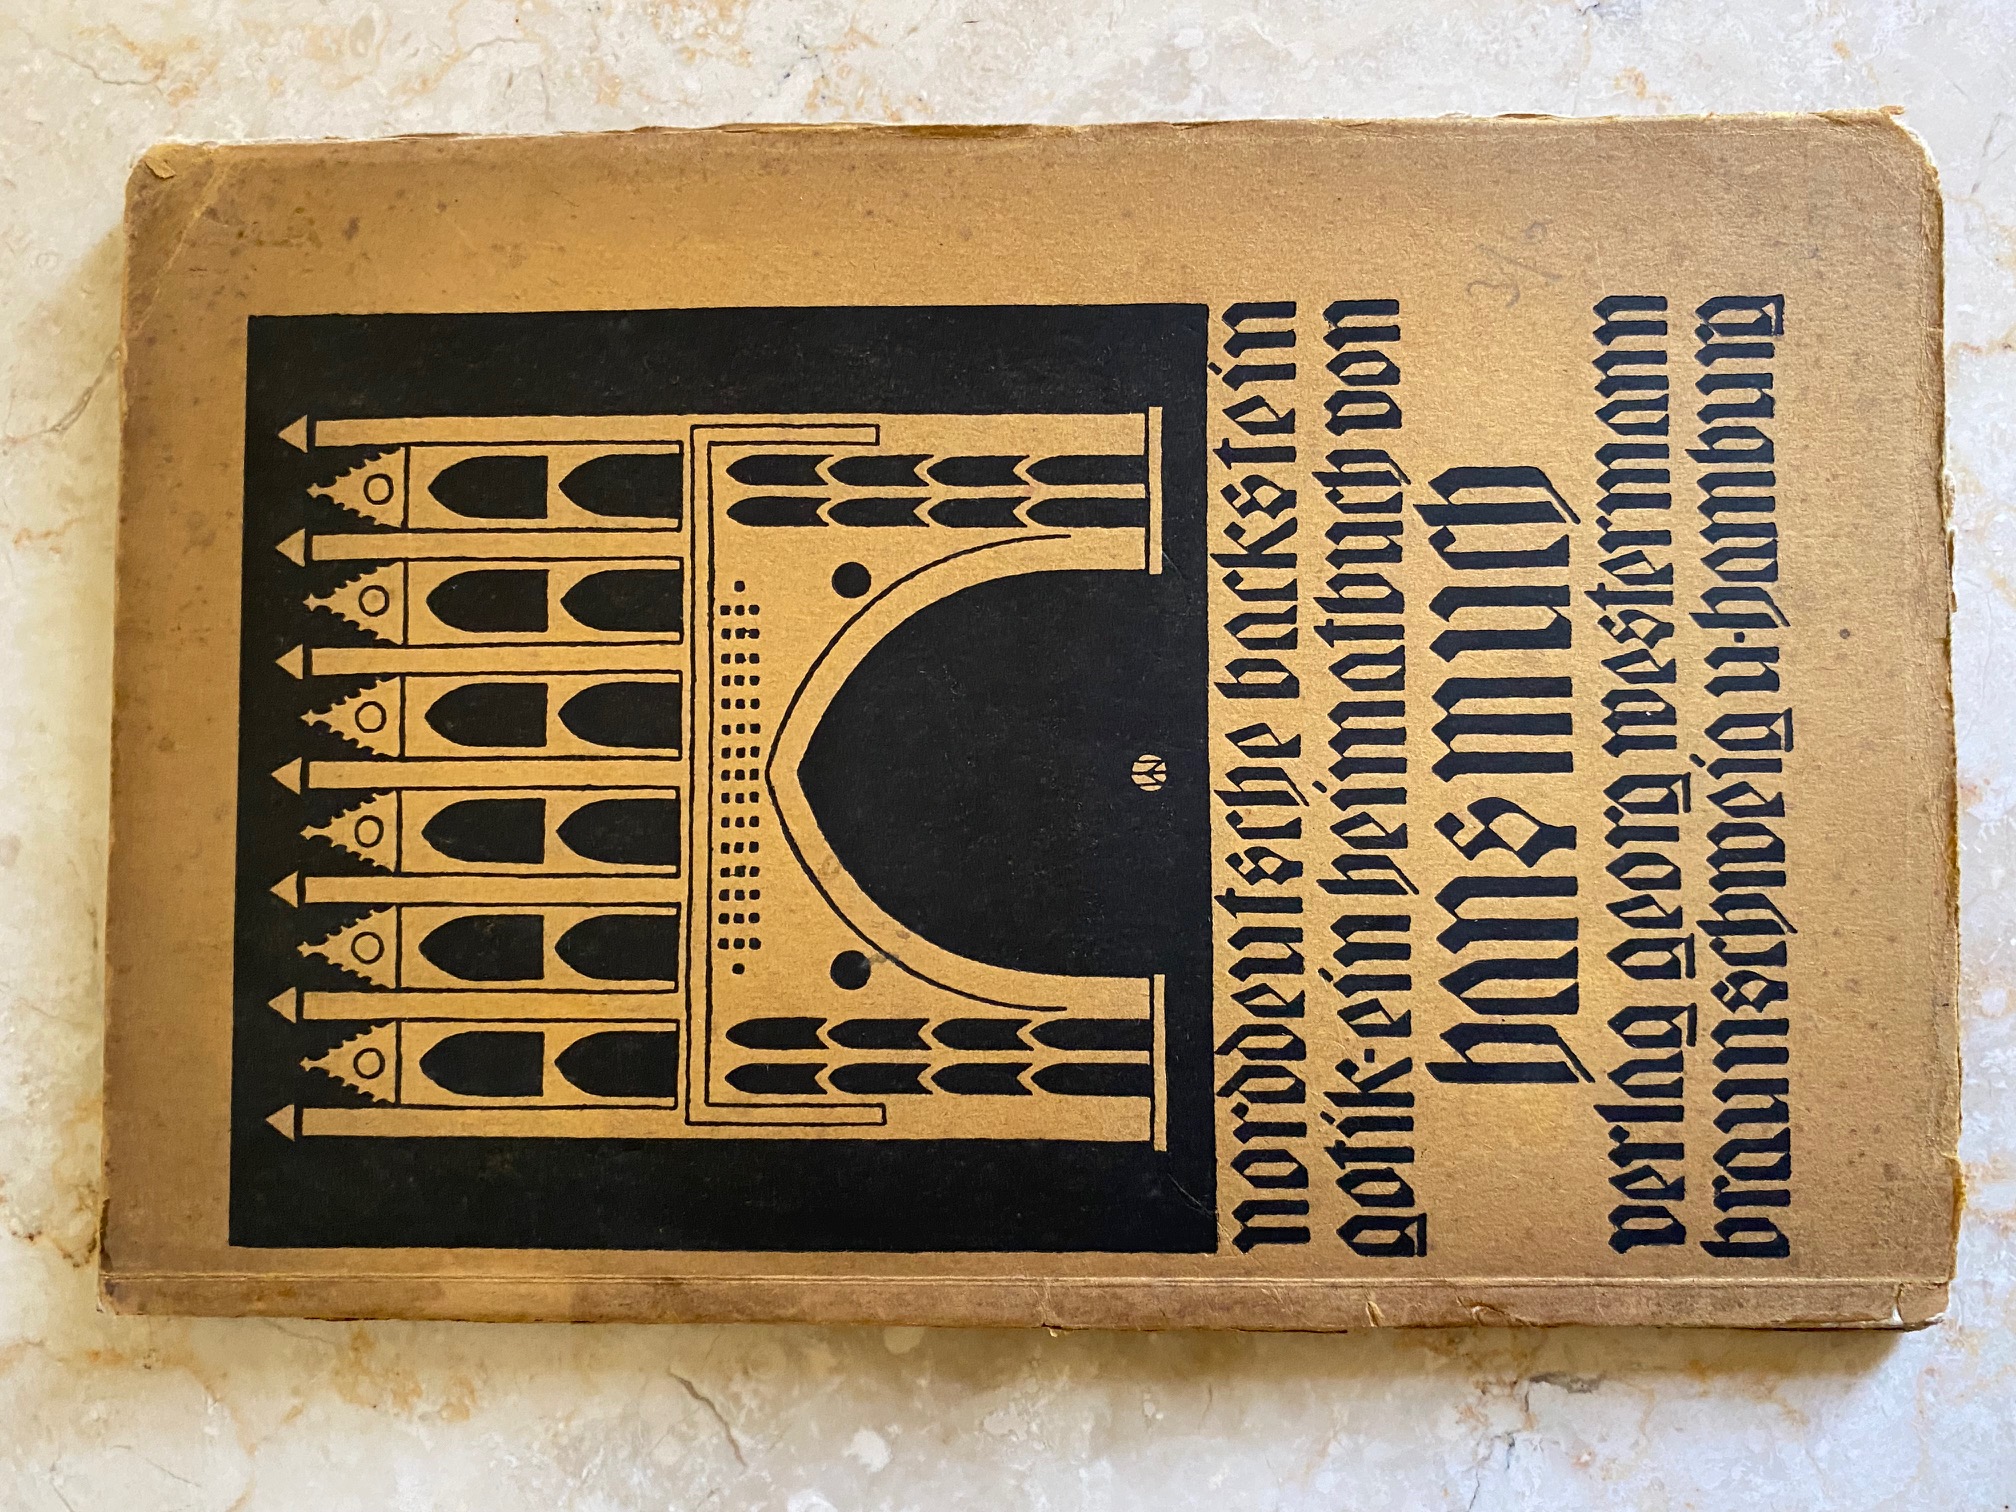 norddeutsche backstein
gotik·ein heimatbuch von
hans much
verlag georg westermann
braunschweig u·hamburg